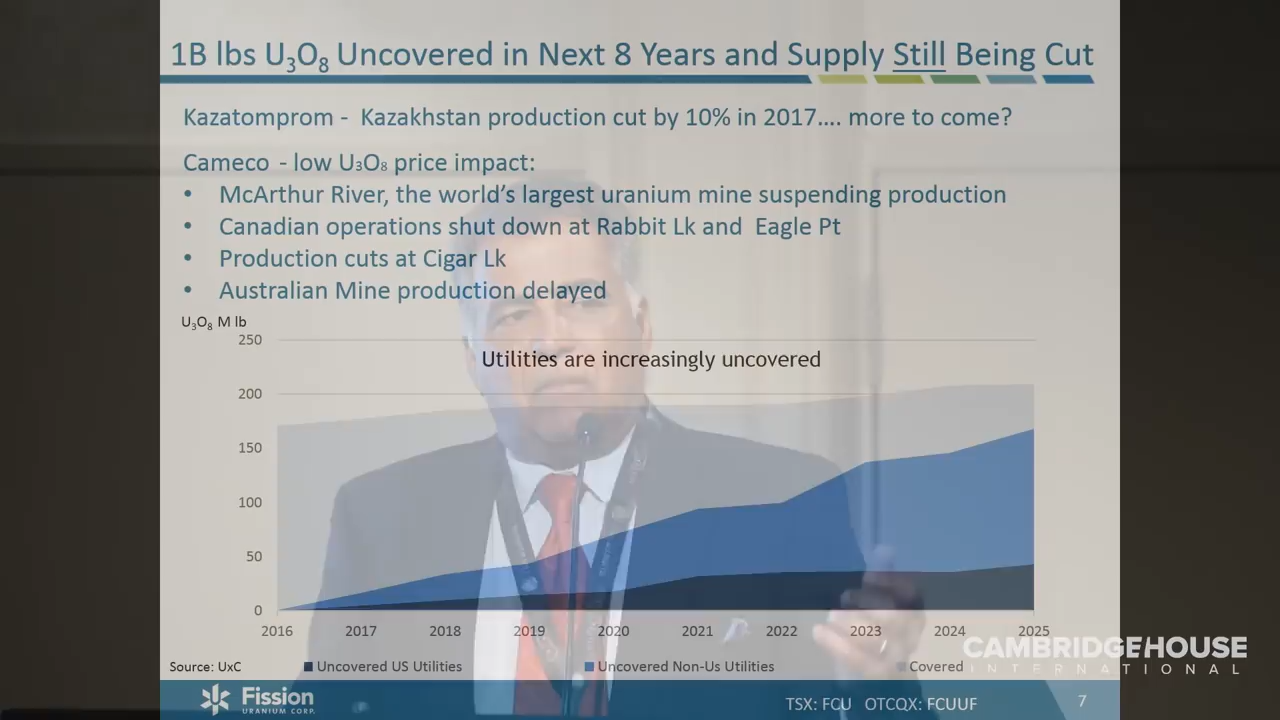 1B lbs U₃O₈ Uncovered in Next 8 Years and Supply Still Being Cut
Kazatomprom - Kazakhstan production cut by 10% in 2017.... more to come?
Cameco - low U₃O₈ price impact:
• McArthur River, the world's largest uranium mine suspending production
• Canadian operations shut down at Rabbit Lk and Eagle Pt
• Production cuts at Cigar Lk
• Australian Mine production delayed
U₃O₈ M lb
Utilities are increasingly uncovered
250
200
150
100
50
0
2016 2017 2018 2019 2020 2021 2022 2023 2024 2025
Source: UxC
Uncovered US Utilities Uncovered Non-Us Utilities Covered
CAMBRIDGEHOUSE
INTERNATIONAL
Fission
URANIUM CORP.
TSX: FCU OTCQX: FCUUF
7